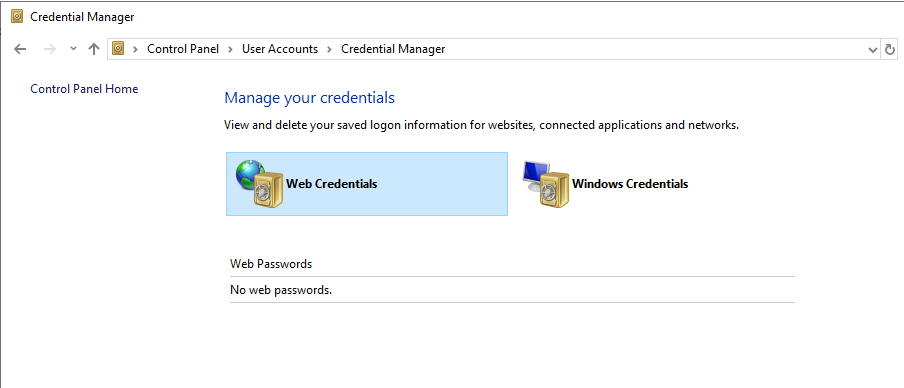 Credential Manager
Control Panel > User Accounts > Credential Manager
Control Panel Home
Manage your credentials
View and delete your saved logon information for websites, connected applications and networks.
Web Credentials
Windows Credentials
Web Passwords
No web passwords.